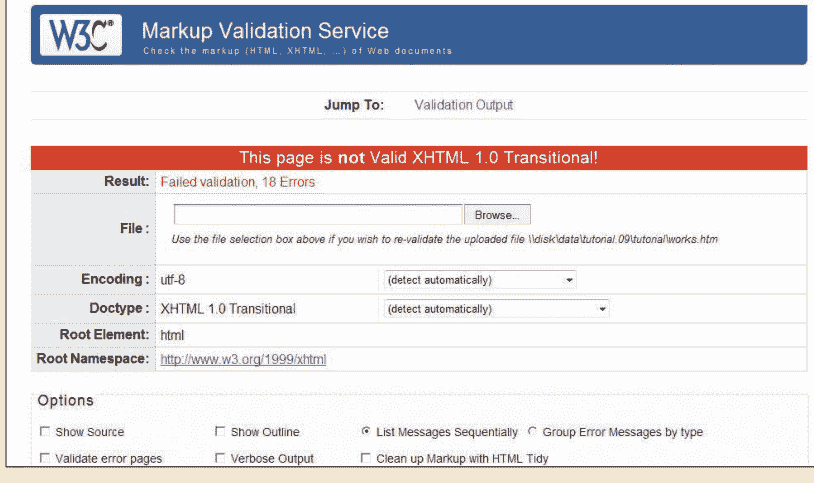 W3C® Markup Validation Service
Check the markup (HTML, XHTML, ...) of Web documents
Jump To: Validation Output
This page is not Valid XHTML 1.0 Transitional!
Result: Failed validation, 18 Errors
File : Browse...
Use the file selection box above if you wish to re-validate the uploaded file \\disk\data\tutorial.09\tutorial\works.htm
Encoding : utf-8 (detect automatically)
Doctype : XHTML 1.0 Transitional (detect automatically)
Root Element: html
Root Namespace: http://www.w3.org/1999/xhtml
Options
Show Source Show Outline List Messages Sequentially Group Error Messages by type
Validate error pages Verbose Output Clean up Markup with HTML Tidy